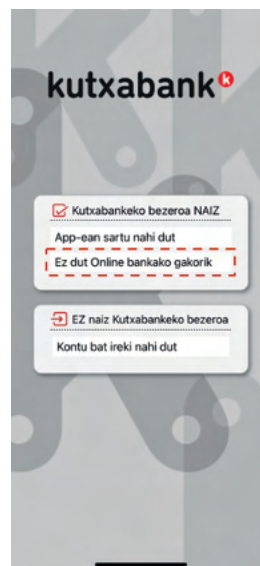 kutxabank
Kutxabankeko bezeroa NAIZ
App-ean sartu nahi dut
Ez dut Online bankako gakorik
EZ naiz Kutxabankeko bezeroa
Kontu bat ireki nahi dut